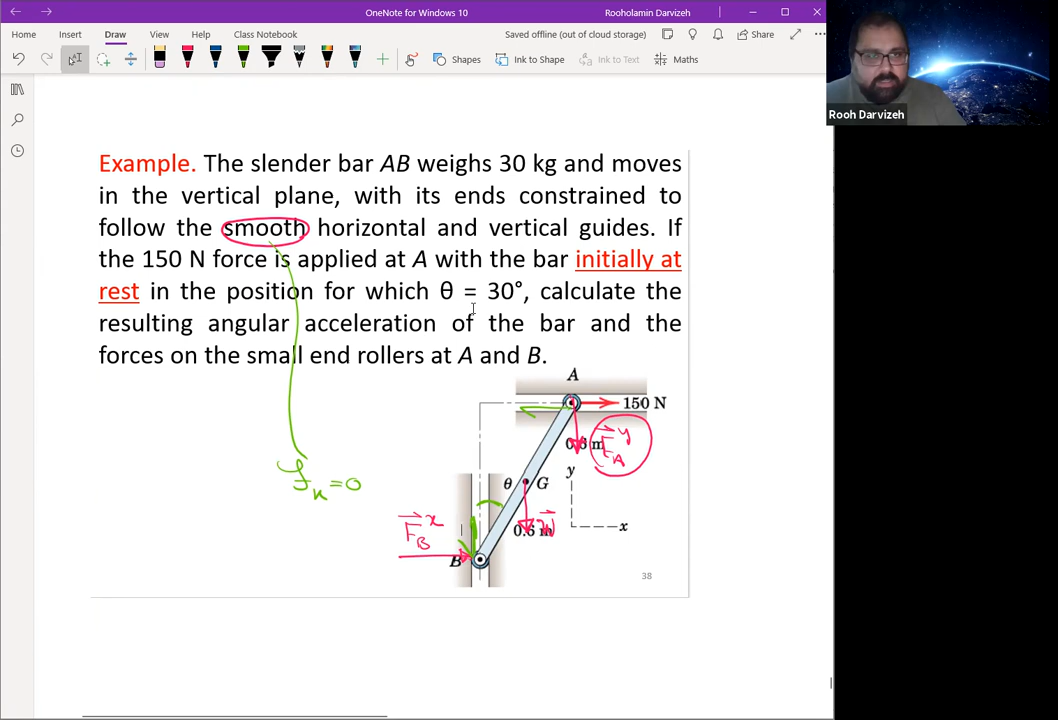 OneNote for Windows 10
Rooholamin Darvizeh
Home Insert Draw View Help Class Notebook
Saved offline (out of cloud storage)
Share
Shapes Ink to Shape Ink to Text Maths
Rooh Darvizeh
Example. The slender bar AB weighs 30 kg and moves
in the vertical plane, with its ends constrained to
follow the smooth horizontal and vertical guides. If
the 150 N force is applied at A with the bar initially at
rest in the position for which θ = 30°, calculate the
resulting angular acceleration of the bar and the
forces on the small end rollers at A and B.
A
150 N
F A y
y
θ G
= 0
x
F B x
W
0.6 m
B
38